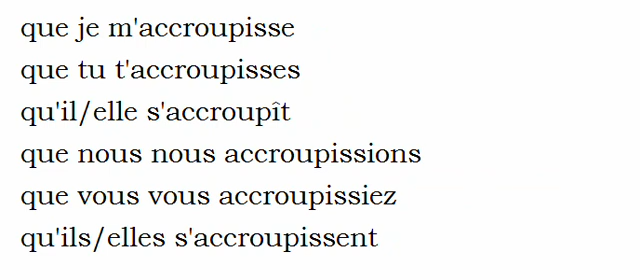 que je m'accroupisse
que tu t'accroupisses
qu'il/elle s'accroupît
que nous nous accroupissions
que vous vous accroupissiez
qu'ils/elles s'accroupissent